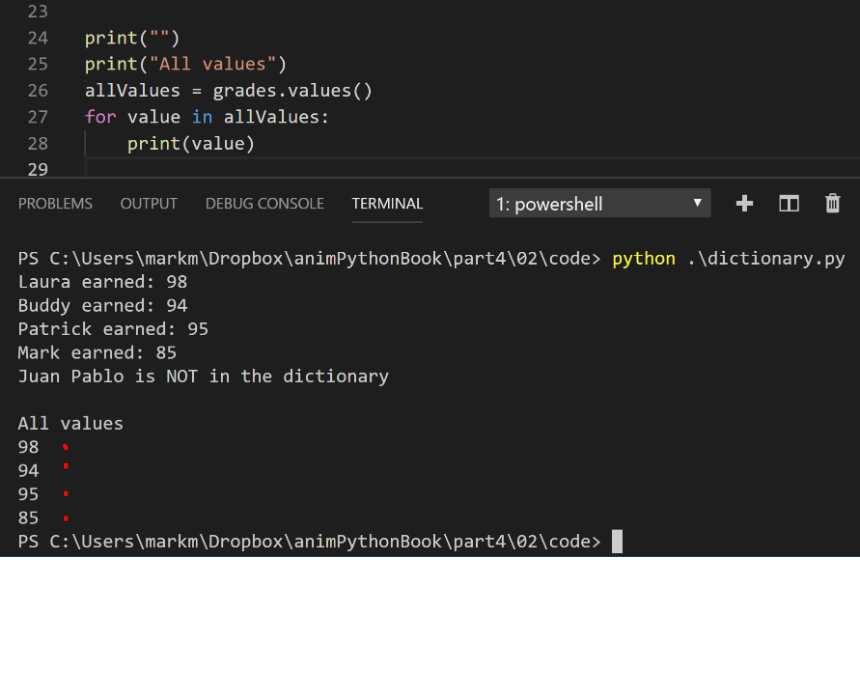 23
24 print("")
25 print("All values")
26 allValues = grades.values()
27 for value in allValues:
28     print(value)
29
PROBLEMS OUTPUT DEBUG CONSOLE TERMINAL 1: powershell
PS C:\Users\markm\Dropbox\animPythonBook\part4\02\code> python .\dictionary.py
Laura earned: 98
Buddy earned: 94
Patrick earned: 95
Mark earned: 85
Juan Pablo is NOT in the dictionary

All values
98
94
95
85
PS C:\Users\markm\Dropbox\animPythonBook\part4\02\code>